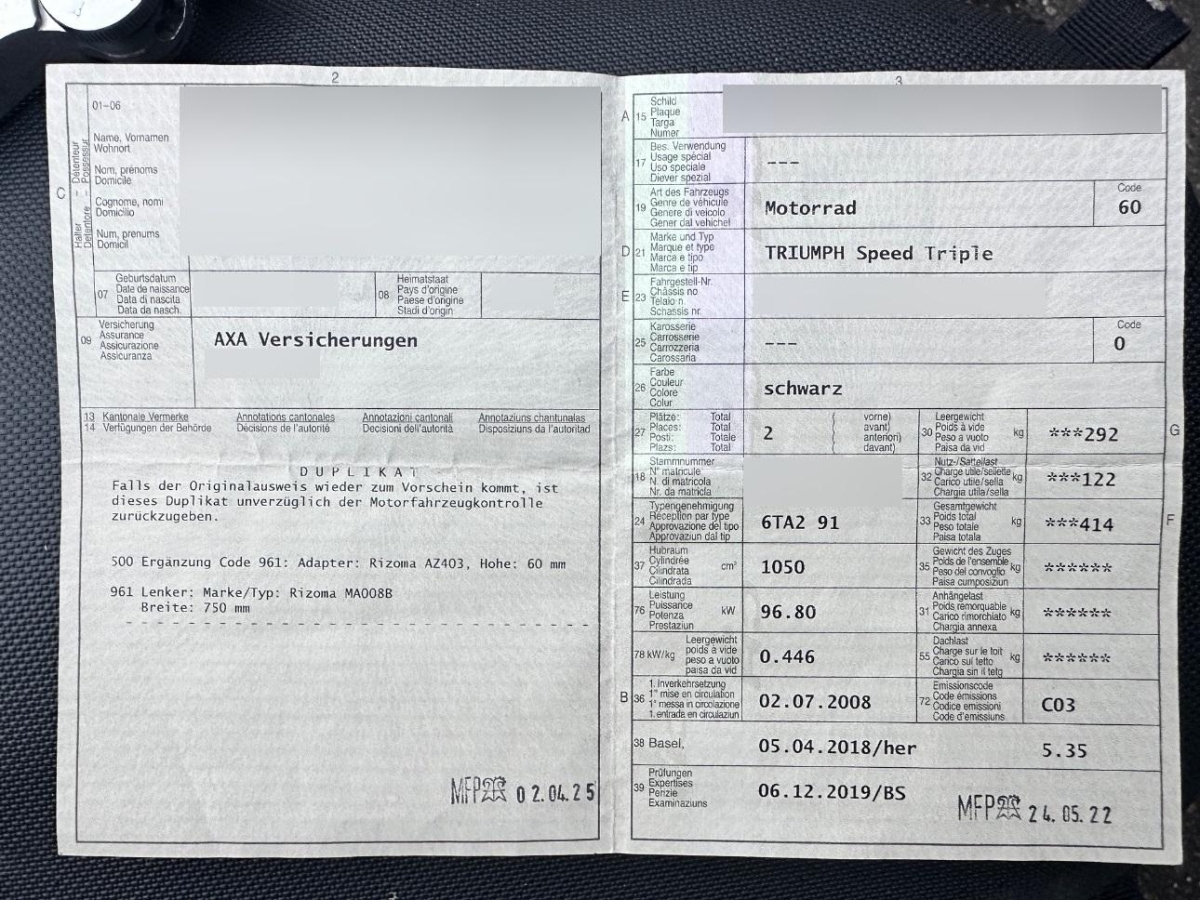 2
01-06
C
Halter - Détenteur
Detentore - Possessur
Name, Vornamen
Wohnort
Nom, prénoms
Domicile
Cognome, nomi
Domicilio
Num, prenums
Domicil
07
Geburtsdatum
Date de naissance
Data di nascita
Data da nasch.
08
Heimatstaat
Pays d'origine
Paese d'origine
Stadi d'origin
09
Versicherung
Assurance
Assicurazione
Assicuranza
AXA Versicherungen
13 Kantonale Vermerke Annotations cantonales Annotazioni cantonali Annotaziuns chantunalas
14 Verfügungen der Behörde Décisions de l'autorité Decisioni dell'autorità Disposiziuns da l'autoritad
DUPLIKAT
Falls der Originalausweis wieder zum Vorschein kommt, ist
dieses Duplikat unverzüglich der Motorfahrzeugkontrolle
zurückzugeben.
500 Ergänzung Code 961: Adapter: Rizoma AZ403, Hohe: 60 mm
961 Lenker: Marke/Typ: Rizoma MA008B
Breite: 750 mm
MFP 02.04.25
3
A 15
Schild
Plaque
Targa
Numer
17
Bes. Verwendung
Usage spécial
Uso speciale
Diever spezial
---
19
Art des Fahrzeugs
Genre de véhicule
Genere di veicolo
Gener dal vehichel
Motorrad
Code
60
D 21
Marke und Typ
Marque et type
Marca e tipo
Marca e tip
TRIUMPH Speed Triple
E 23
Fahrgestell-Nr.
Châssis no
Telaio n.
Schassis nr.
25
Karosserie
Carrosserie
Carrozzeria
Carossaria
---
Code
0
26
Farbe
Couleur
Colore
Colur
schwarz
27
Plätze: Total
Places: Total
Posti: Totale
Plazs: Total
2
( vorne)
( avant)
( anteriori)
( davant)
30
Leergewicht
Poids à vide
Peso a vuoto
Paisa da vid
kg
***292
G
18
Stammnummer
N° matricule
N. di matricola
Nr. da matricla
32
Nutz-/Sattellast
Charge utile/sellette
Carico utile/sella
Chargia utila/sella
kg
***122
24
Typengenehmigung
Réception par type
Approvazione del tipo
Approvaziun dal tip
6TA2 91
33
Gesamtgewicht
Poids total
Peso totale
Paisa totala
kg
***414
F
37
Hubraum
Cylindrée
Cilindrata
Cilindrada
cm³
1050
35
Gewicht des Zuges
Poids de l'ensemble
Peso del convoglio
Paisa cumposiziun
kg
******
76
Leistung
Puissance
Potenza
Prestaziun
kW
96.80
31
Anhängelast
Poids remorquable
Carico rimorchiato
Chargia annexa
kg
******
78 kW/kg
Leergewicht
poids à vide
peso a vuoto
paisa da vid
0.446
55
Dachlast
Charge sur le toit
Carico sul tetto
Chargia sin il tetg
kg
******
B 36
1. Inverkehrsetzung
1re mise en circulation
1a messa in circolazione
1. entrada en circulaziun
02.07.2008
72
Emissionscode
Code émissions
Codice emissioni
Code d'emissiuns
C03
38 Basel,
05.04.2018/her
5.35
39
Prüfungen
Expertises
Perizie
Examinaziuns
06.12.2019/BS
MFP 24.05.22